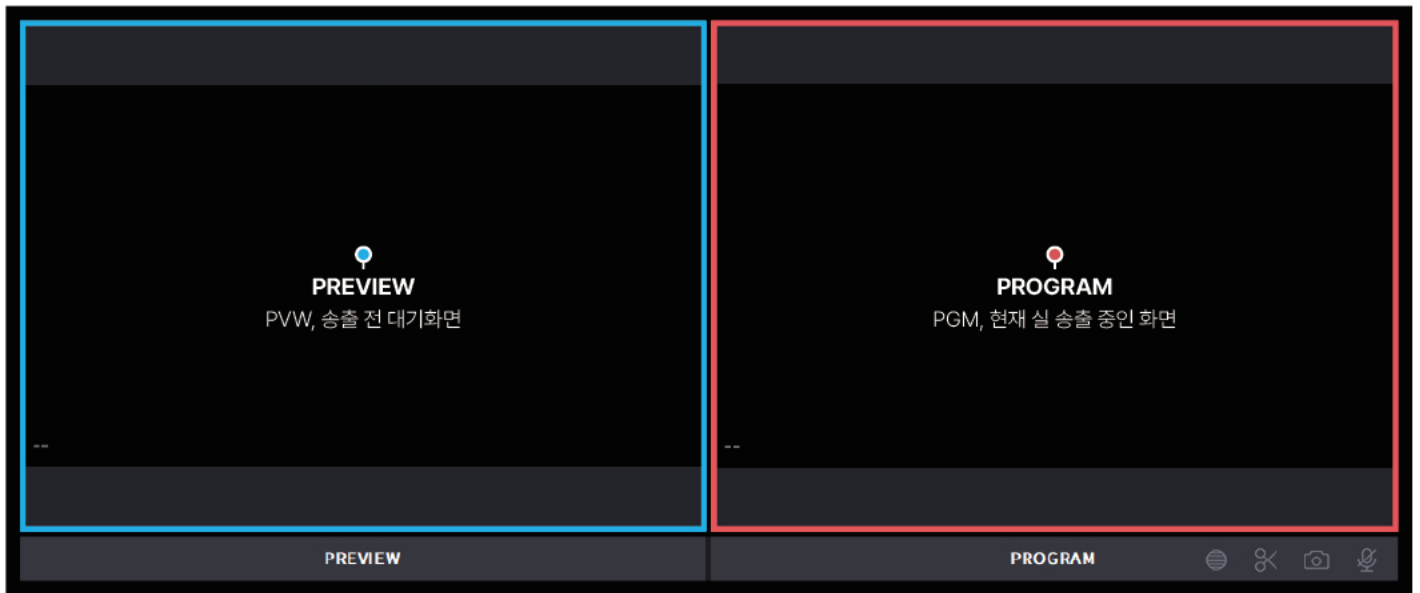 PREVIEW
PVW, 송출 전 대기화면
--
PREVIEW
PROGRAM
PGM, 현재 실 송출 중인 화면
--
PROGRAM